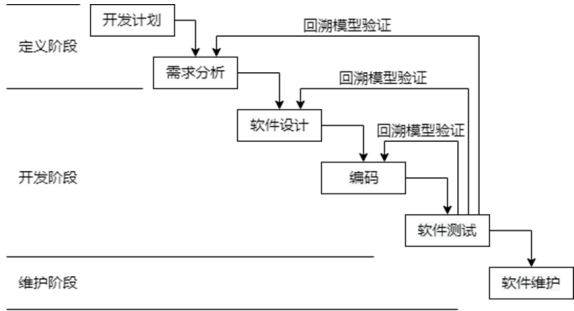 开发计划
回溯模型验证
定义阶段
需求分析
回溯模型验证
软件设计
回溯模型验证
开发阶段
编码
软件测试
维护阶段
软件维护